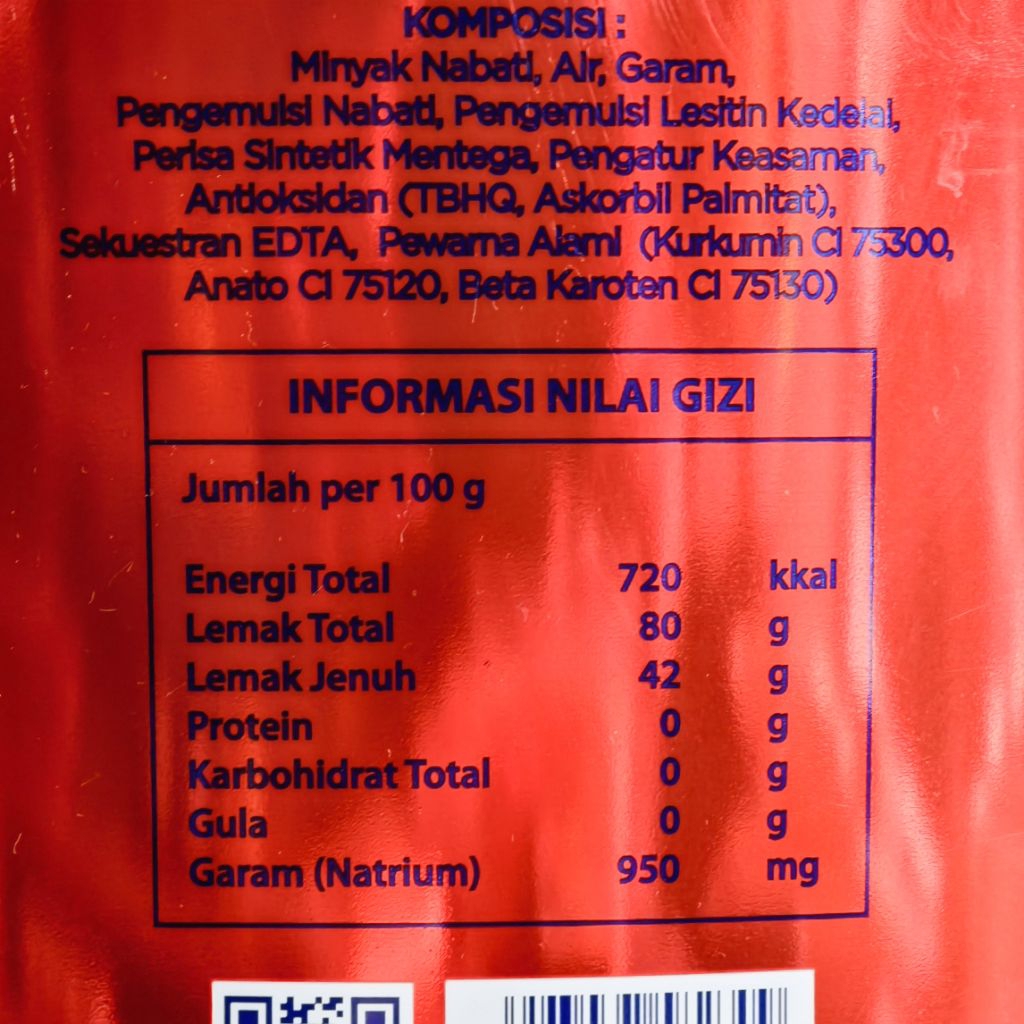 KOMPOSISI :
Minyak Nabati, Air, Garam,
Pengemulsi Nabati, Pengemulsi Lesitin Kedelai,
Perisa Sintetik Mentega, Pengatur Keasaman,
Antioksidan (TBHQ, Askorbil Palmitat),
Sekuestran EDTA, Pewarna Alami (Kurkumin CI 75300,
Anato CI 75120, Beta Karoten CI 75130)
INFORMASI NILAI GIZI
Jumlah per 100 g
Energi Total 720 kkal
Lemak Total 80 g
Lemak Jenuh 42 g
Protein 0 g
Karbohidrat Total 0 g
Gula 0 g
Garam (Natrium) 950 mg